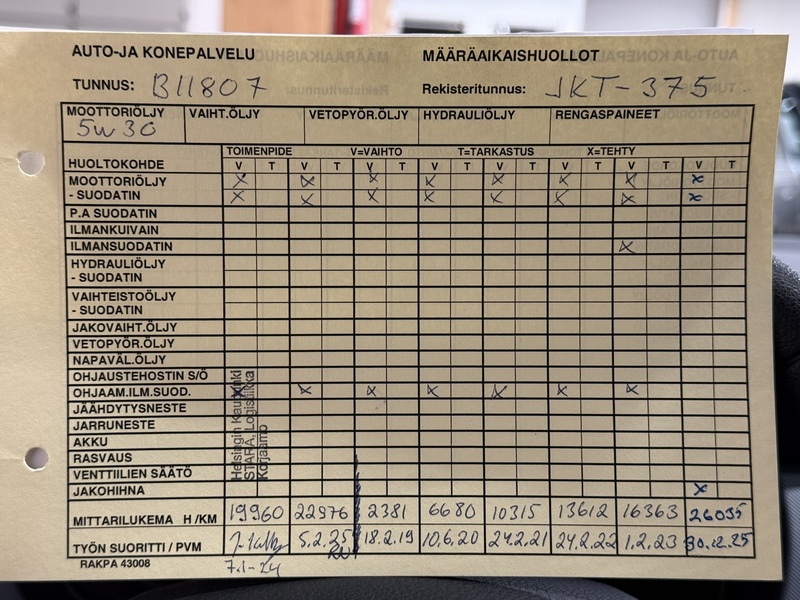 AUTO-JA KONEPALVELU MÄÄRÄAIKAISHUOLLOT
TUNNUS: B11807 Rekisteritunnus: JKT-375
MOOTTORIÖLJY VAIHT.ÖLJY VETOPYÖR.ÖLJY HYDRAULIÖLJY RENGASPAINEET
5W30
TOIMENPIDE V=VAIHTO T=TARKASTUS X=TEHTY
HUOLTOKOHDE V T V T V T V T V T V T V T V T
MOOTTORIÖLJY x x x x x x x x
- SUODATIN x x x x x x x x
P.A SUODATIN
ILMANKUIVAIN
ILMANSUODATIN x
HYDRAULIÖLJY
- SUODATIN
VAIHTEISTOÖLJY
- SUODATIN
JAKOVAIHT.ÖLJY
VETOPYÖR.ÖLJY
NAPAVÄL.ÖLJY
OHJAUSTEHOSTIN S/Ö
OHJAAM.ILM.SUOD. x x x x x x x
JÄÄHDYTYSNESTE
JARRUNESTE
AKKU
RASVAUS
VENTTIILIEN SÄÄTÖ
JAKOHIHNA x
Helsingin Kaupunki
STARA, Logistiikka
Korjaamo
MITTARILUKEMA H /KM 19960 22976 2381 6680 10315 13612 16363 26035
TYÖN SUORITTI / PVM 5.2.25 18.2.19 10.6.20 24.2.21 24.2.22 1.2.23 30.12.25
7.1-24
RAKPA 43008